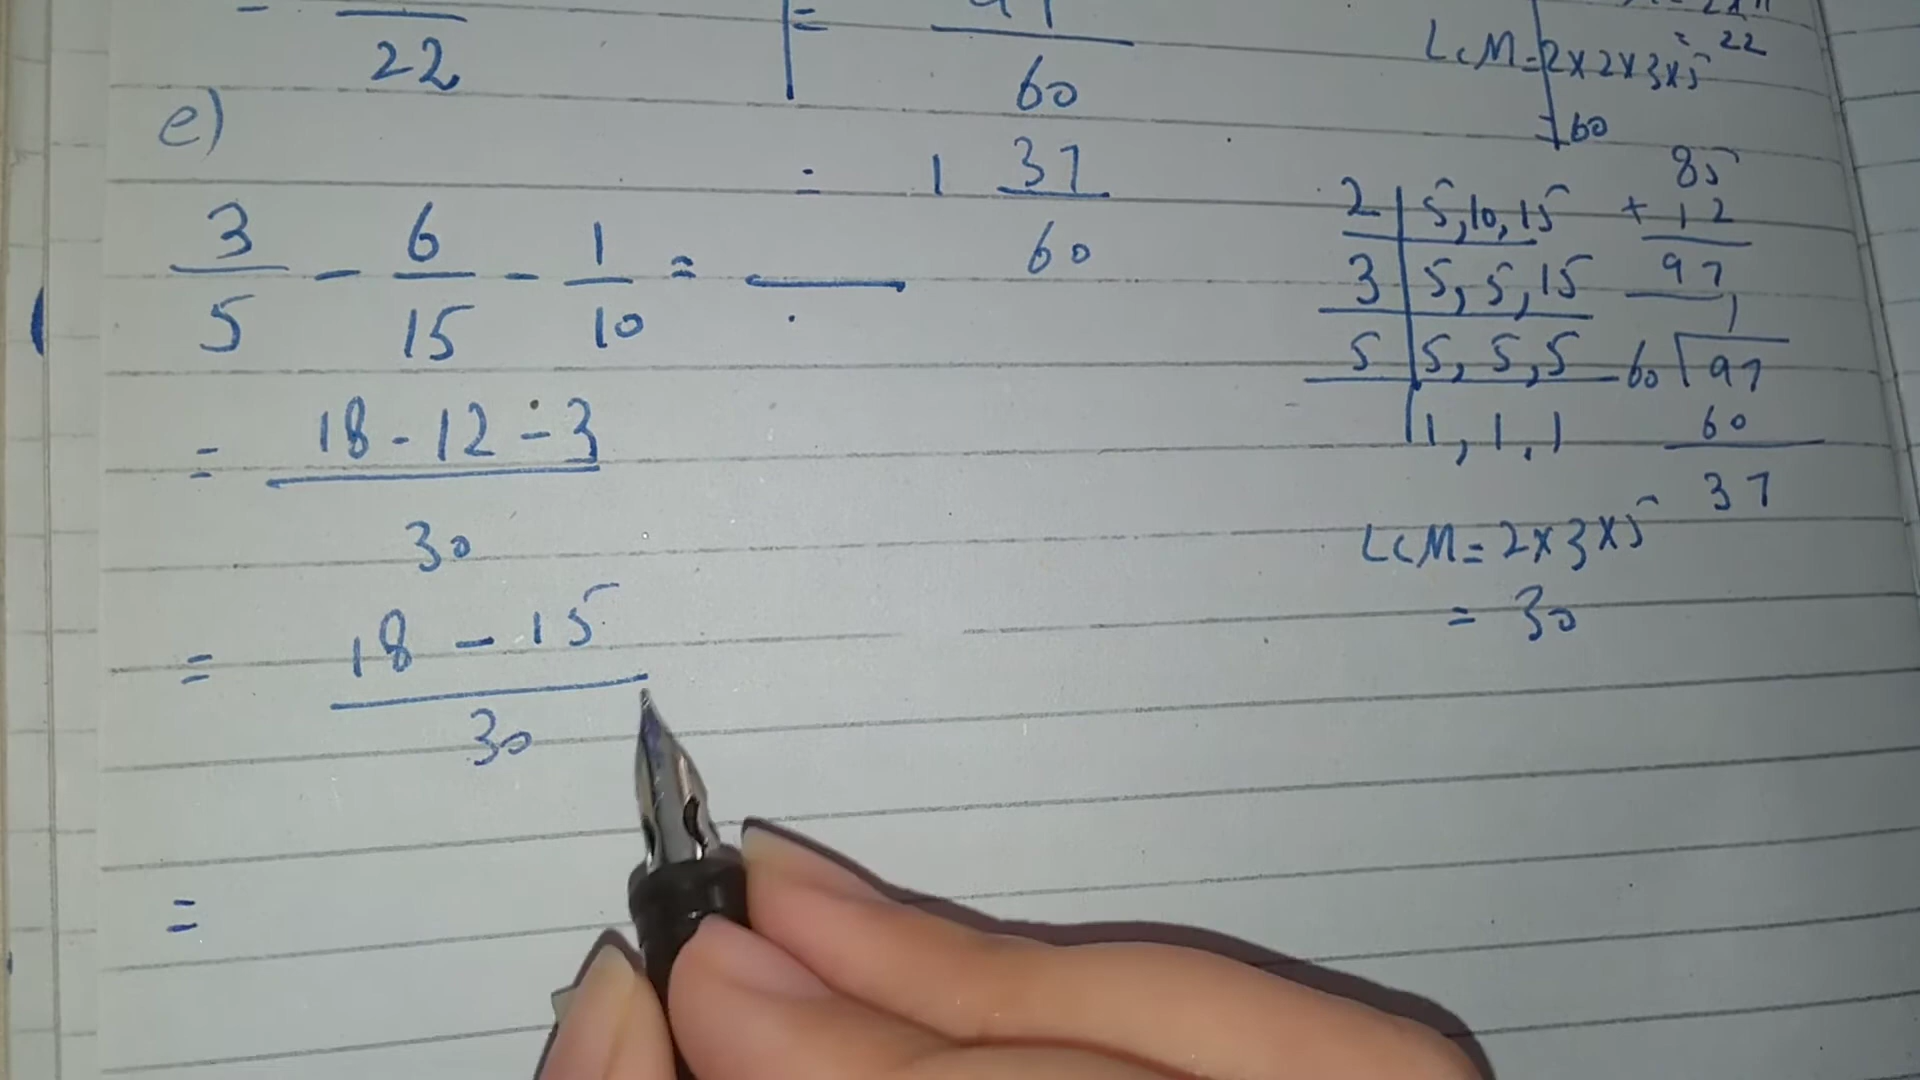 22
= 60
= 1 37/60
LCM = 2 x 2 x 3 x 5
= 22
= 60
e)
3/5 - 6/15 - 1/10 =
= 18 - 12 - 3 / 30
= 18 - 15 / 30
=
2 | 5, 10, 15
3 | 5, 5, 15
5 | 5, 5, 5
1, 1, 1
LCM = 2 x 3 x 5
= 30
85
+ 12
97
1
60 97
60
37